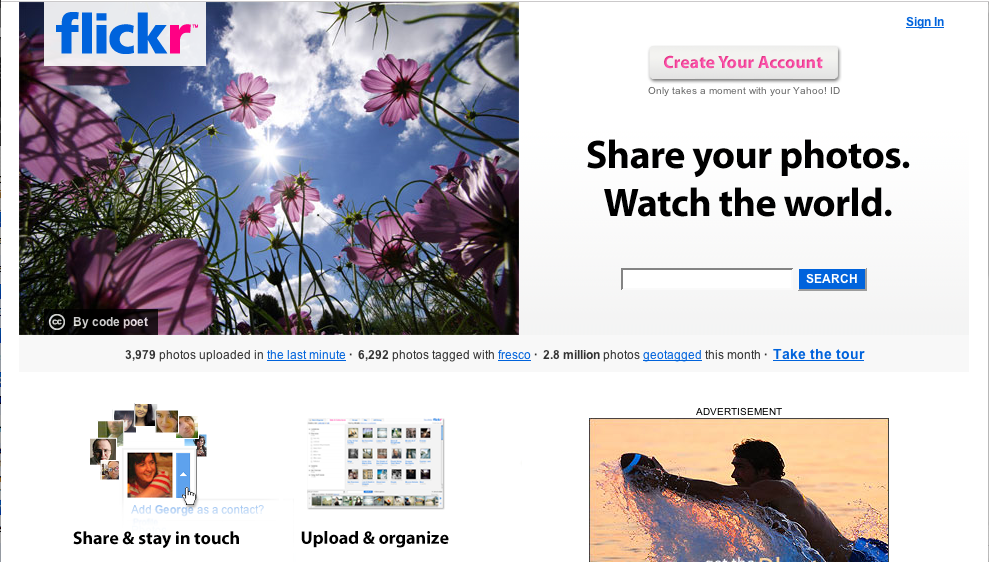 flickr™
Sign In
Create Your Account
Only takes a moment with your Yahoo! ID
Share your photos.
Watch the world.
SEARCH
cc By code poet
3,979 photos uploaded in the last minute · 6,292 photos tagged with fresco · 2.8 million photos geotagged this month · Take the tour
ADVERTISEMENT
Add George as a contact?
Share & stay in touch
Upload & organize